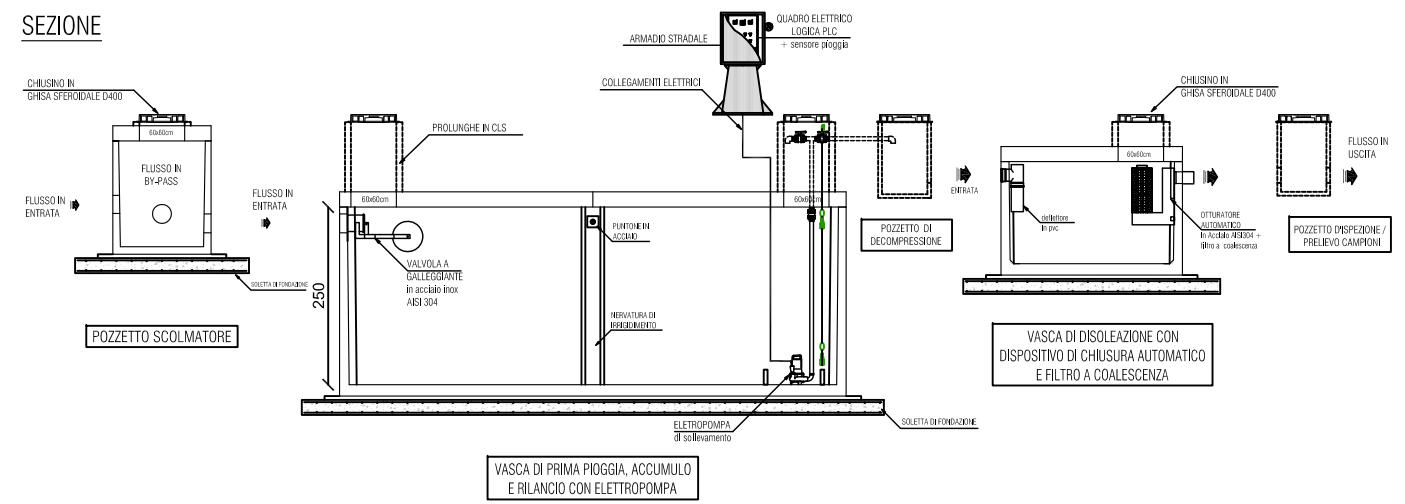 SEZIONE
CHIUSINO IN
GHISA SFEROIDALE D400
60x60cm
FLUSSO IN
BY-PASS
FLUSSO IN
ENTRATA
FLUSSO IN
ENTRATA
SOLETTA DI FONDAZIONE
POZZETTO SCOLMATORE
ARMADIO STRADALE
QUADRO ELETTRICO
LOGICA PLC
+ sensore pioggia
COLLEGAMENTI ELETTRICI
PROLUNGHE IN CLS
60x60cm
60x60cm
PUNTONE IN
ACCIAIO
VALVOLA A
GALLEGGIANTE
in acciaio inox
AISI 304
250
NERVATURA DI
IRRIGIDIMENTO
ELETROPOMPA
di sollevamento
SOLETTA DI FONDAZIONE
VASCA DI PRIMA PIOGGIA, ACCUMULO
E RILANCIO CON ELETTROPOMPA
POZZETTO DI
DECOMPRESSIONE
ENTRATA
CHIUSINO IN
GHISA SFEROIDALE D400
60x60cm
deflettore
in pvc
OTTURATORE
AUTOMATICO
in Acciaio AISI304 +
filtro a coalescenza
FLUSSO IN
USCITA
POZZETTO D'ISPEZIONE /
PRELIEVO CAMPIONI
VASCA DI DISOLEAZIONE CON
DISPOSITIVO DI CHIUSURA AUTOMATICO
E FILTRO A COALESCENZA